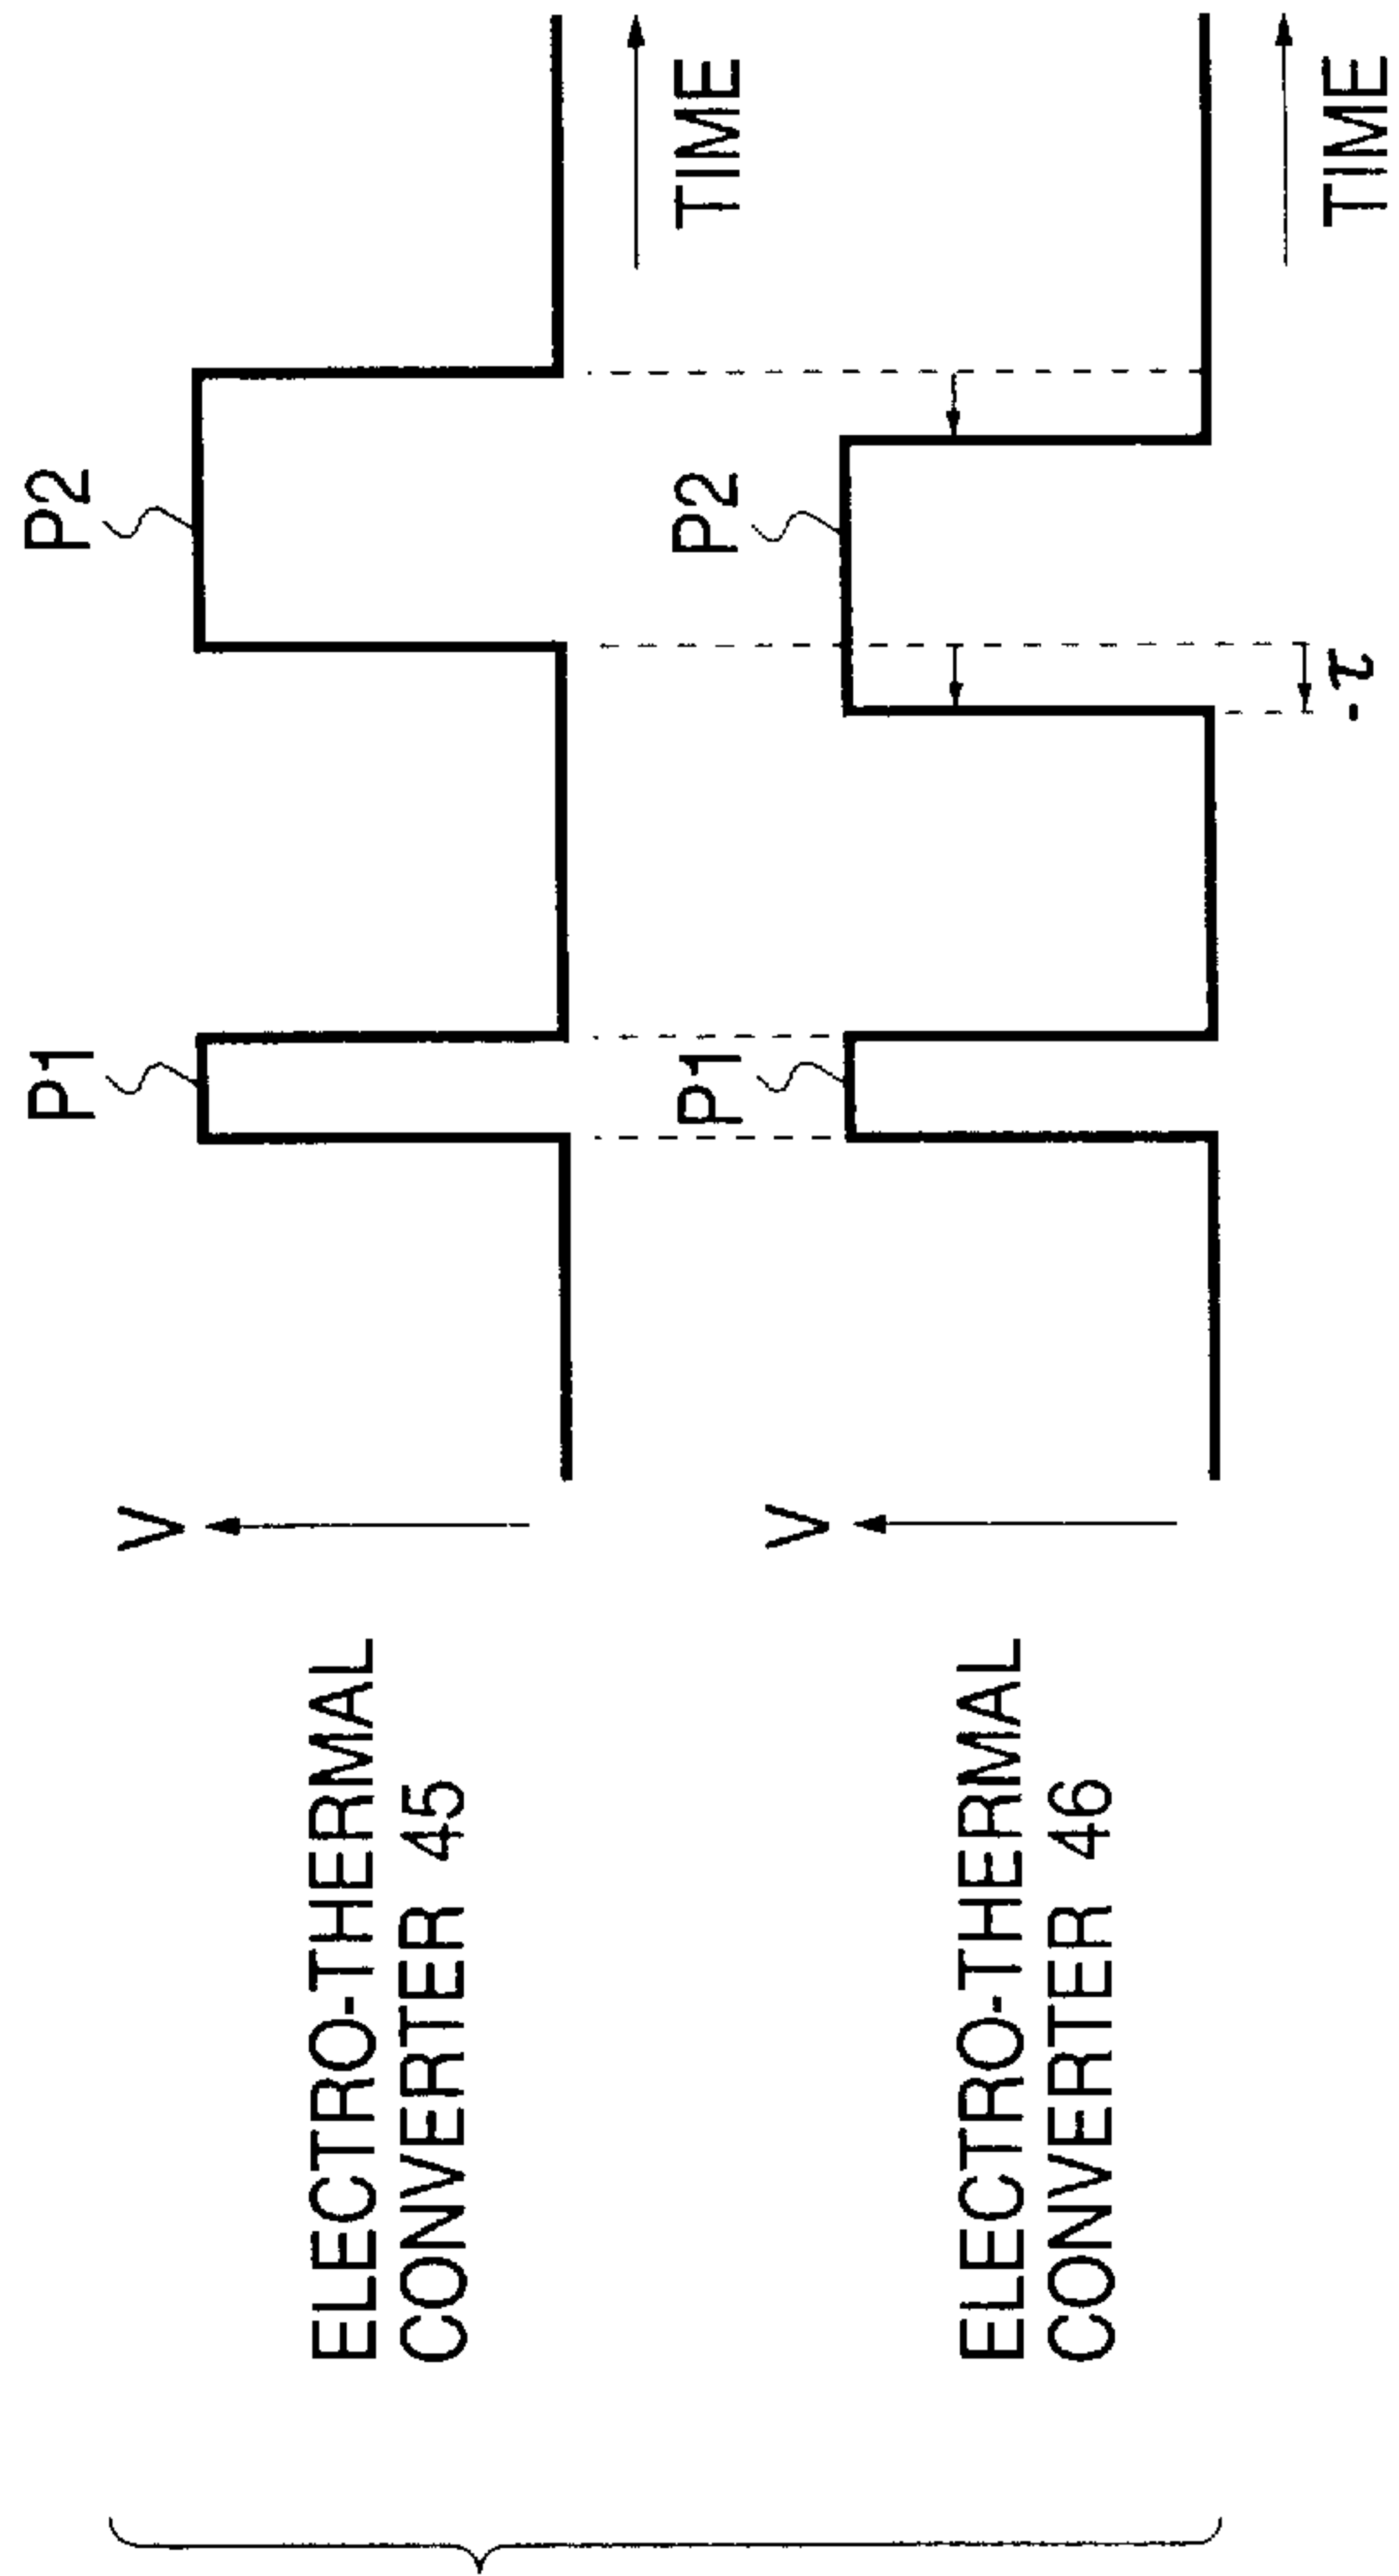 ELECTRO-THERMAL
CONVERTER 45
V
P1
P2
TIME
ELECTRO-THERMAL
CONVERTER 46
V
P1
P2
-τ
TIME